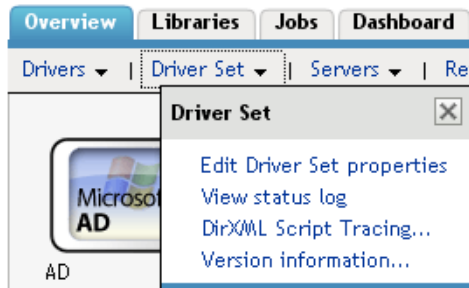 Overview Libraries Jobs Dashboard
Drivers | Driver Set | Servers | Re
Driver Set
Edit Driver Set properties
View status log
DirXML Script Tracing...
Version information...
Microsof
AD
AD